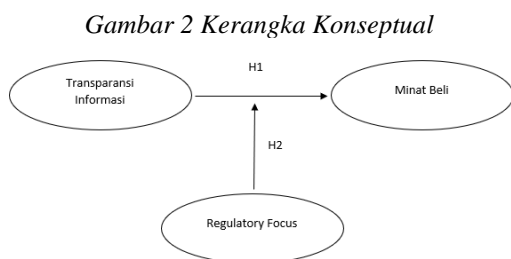 Gambar 2 Kerangka Konseptual
H1
Transparansi
Informasi
Minat Beli
H2
Regulatory Focus